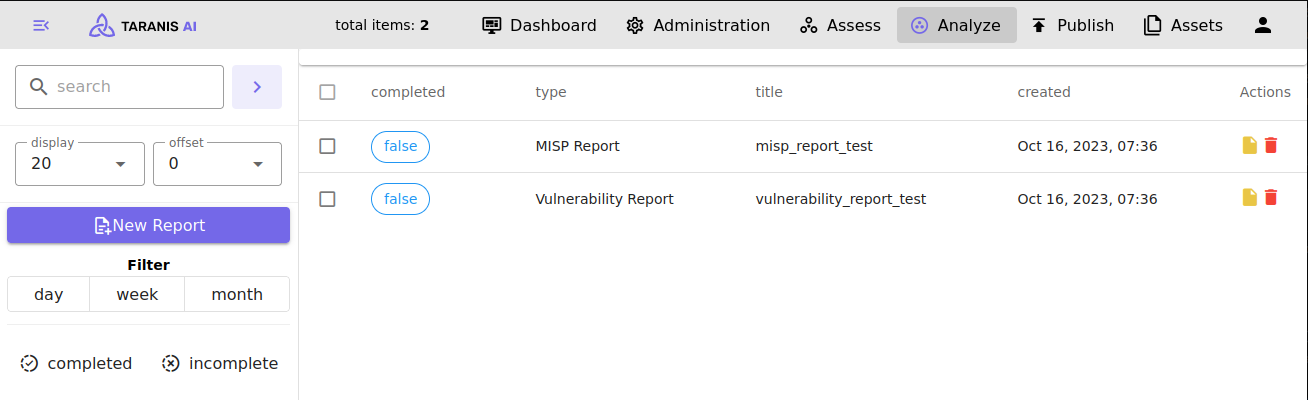 TARANIS AI total items: 2 Dashboard Administration Assess Analyze Publish Assets
search
display offset
20 0
New Report
Filter
day week month
completed incomplete
completed type title created Actions
false MISP Report misp_report_test Oct 16, 2023, 07:36
false Vulnerability Report vulnerability_report_test Oct 16, 2023, 07:36